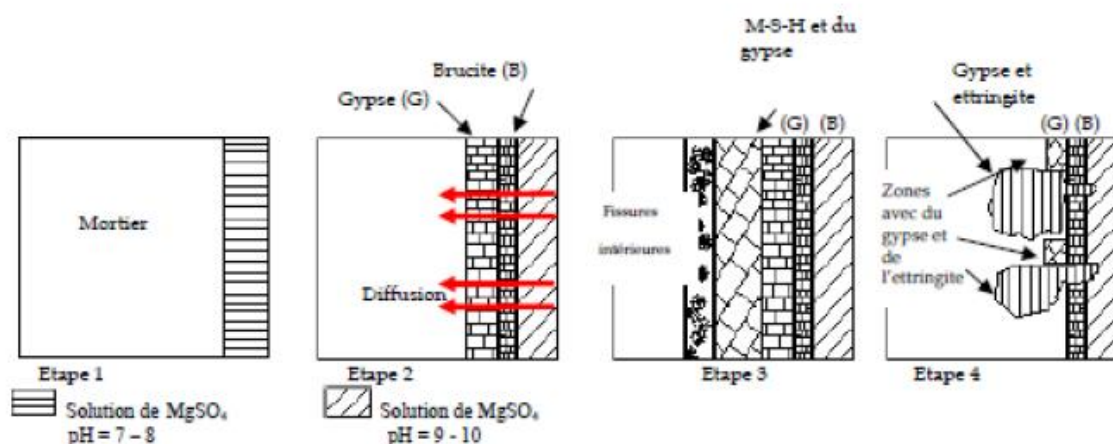 M-S-H et du
gypse
Brucite (B)
Gypse (G)
Gypse et
ettringite
(G) (B)
(G) (B)
Mortier
Diffusion
Fissures
intérieures
Zones
avec du
gypse et
de
l'ettringite
Etape 1
Etape 2
Etape 3
Etape 4
Solution de MgSO₄
pH = 7 – 8
Solution de MgSO₄
pH = 9 - 10